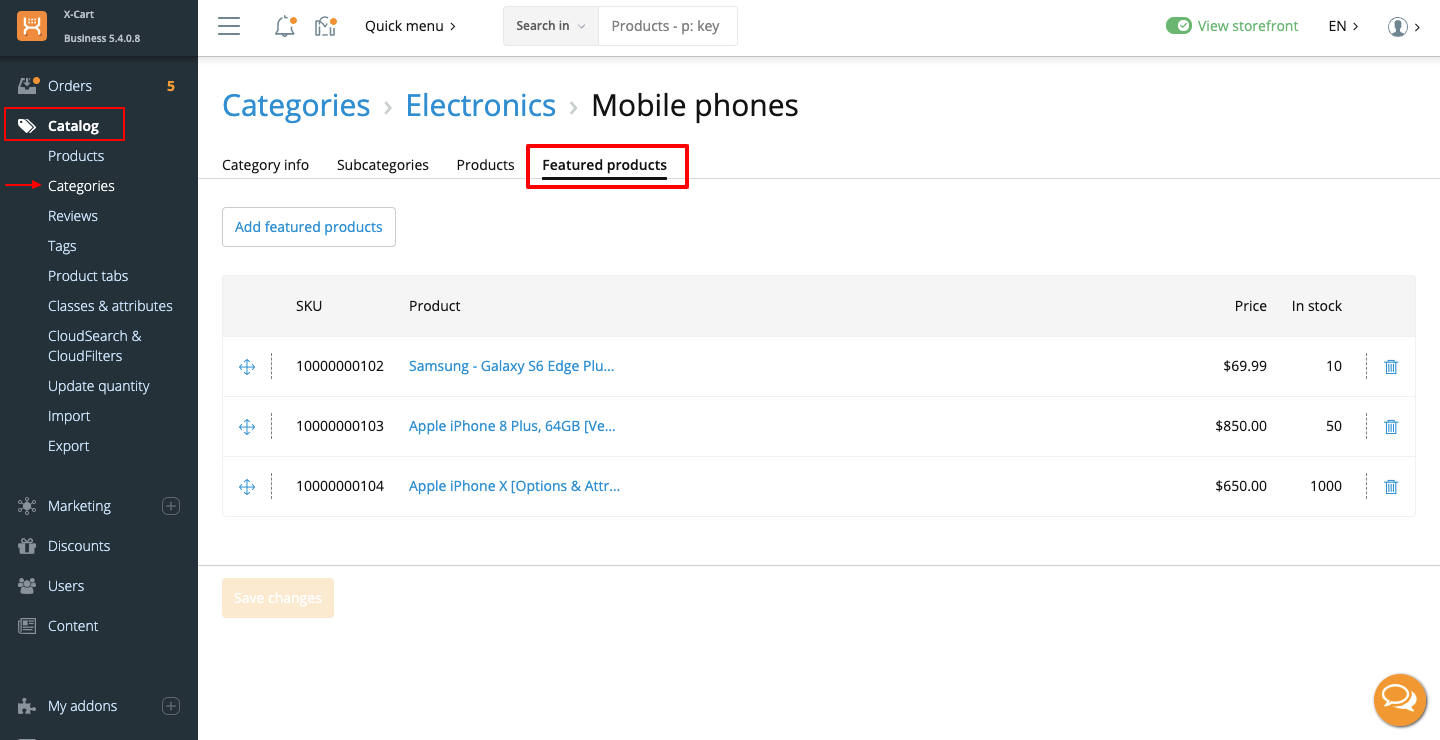 X-Cart
Business 5.4.0.8
Quick menu
Search in
Products - p: key
View storefront
EN
Orders
5
Catalog
Products
Categories
Reviews
Tags
Product tabs
Classes & attributes
CloudSearch &
CloudFilters
Update quantity
Import
Export
Marketing
Discounts
Users
Content
My addons
Categories › Electronics › Mobile phones
Category info Subcategories Products Featured products
Add featured products
SKU Product Price In stock
10000000102 Samsung - Galaxy S6 Edge Plu... $69.99 10
10000000103 Apple iPhone 8 Plus, 64GB [Ve... $850.00 50
10000000104 Apple iPhone X [Options & Attr... $650.00 1000
Save changes